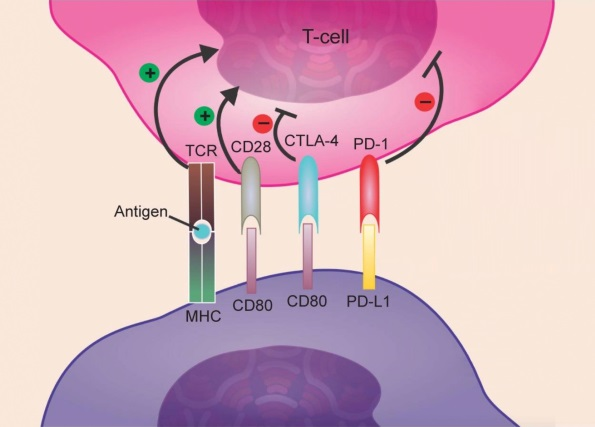 T-cell
+
+
−
−
TCR
CD28
CTLA-4
PD-1
Antigen
MHC
CD80
CD80
PD-L1